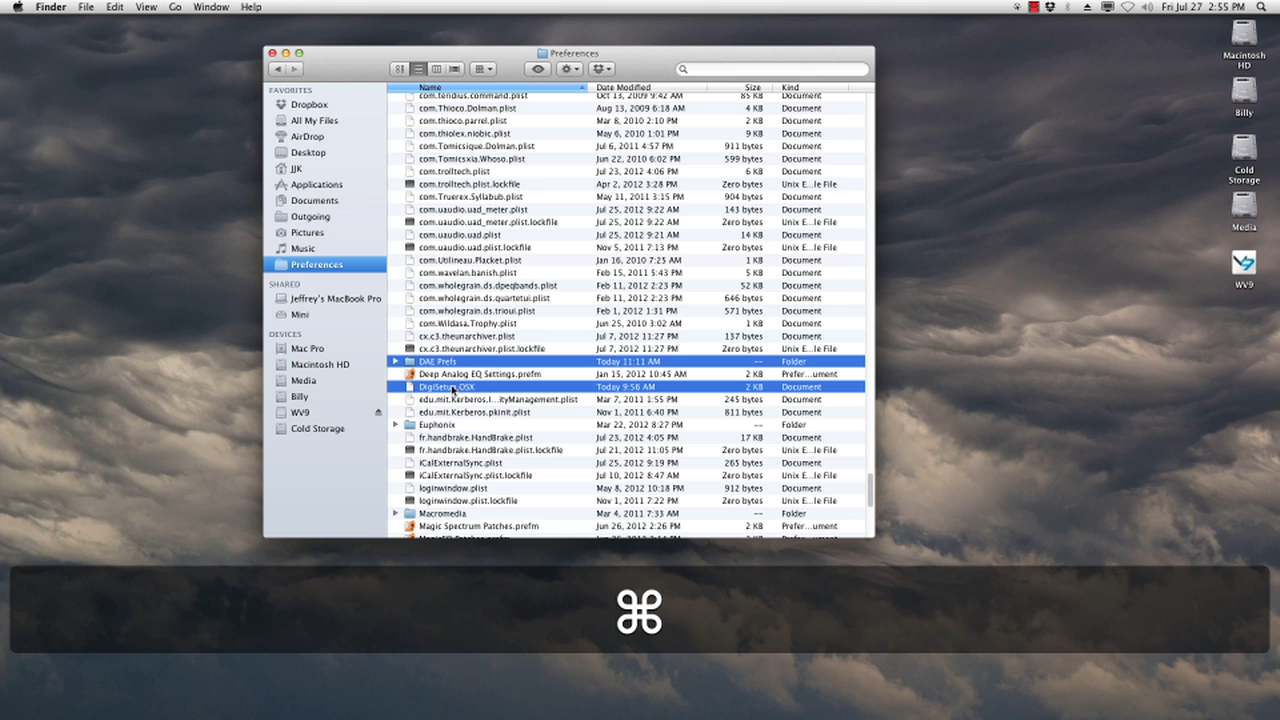 Finder File Edit View Go Window Help Fri Jul 27 2:55 PM
Preferences
FAVORITES
Dropbox
All My Files
AirDrop
Desktop
JJK
Applications
Documents
Outgoing
Pictures
Music
Preferences
SHARED
Jeffrey's MacBook Pro
Mini
DEVICES
Mac Pro
Macintosh HD
Media
Billy
WV9
Cold Storage
Name Date Modified Size Kind
com.teridius.command.plist Oct 13, 2009 9:42 AM 85 KB Document
com.Thioco.Dolman.plist Aug 13, 2009 6:18 AM 4 KB Document
com.thioco.parrel.plist Mar 8, 2010 2:10 PM 2 KB Document
com.thiolex.niobic.plist May 6, 2010 1:01 PM 9 KB Document
com.Tomicsique.Dolman.plist Jul 6, 2011 4:57 PM 911 bytes Document
com.Tomicsxia.Whoso.plist Jun 22, 2010 6:02 PM 599 bytes Document
com.trolltech.plist Jul 23, 2012 4:06 PM 6 KB Document
com.trolltech.plist.lockfile Apr 2, 2012 3:28 PM Zero bytes Unix E...le File
com.Truerex.Syllabub.plist May 11, 2011 3:15 PM 904 bytes Document
com.uaudio.uad_meter.plist Jul 25, 2012 9:22 AM 143 bytes Document
com.uaudio.uad_meter.plist.lockfile Jul 25, 2012 9:22 AM Zero bytes Unix E...le File
com.uaudio.uad.plist Jul 25, 2012 9:21 AM 14 KB Document
com.uaudio.uad.plist.lockfile Nov 5, 2011 7:13 PM Zero bytes Unix E...le File
com.Utilineau.Placket.plist Jan 16, 2010 7:25 AM 1 KB Document
com.wavelan.banish.plist Feb 15, 2011 5:43 PM 5 KB Document
com.wholegrain.ds.dpeqbands.plist Feb 11, 2012 2:23 PM 52 KB Document
com.wholegrain.ds.quartetui.plist Feb 11, 2012 2:23 PM 646 bytes Document
com.wholegrain.ds.trioui.plist Feb 1, 2012 1:31 PM 571 bytes Document
com.Wildasa.Trophy.plist Jun 25, 2010 3:02 AM 1 KB Document
cx.c3.theunarchiver.plist Jul 7, 2012 11:27 PM 137 bytes Document
cx.c3.theunarchiver.plist.lockfile Jul 7, 2012 11:27 PM Zero bytes Unix E...le File
DAE Prefs Today 11:11 AM -- Folder
Deep Analog EQ Settings.prefm Jan 15, 2012 10:45 AM 2 KB Prefer...ument
DigiSetup.OSX Today 9:56 AM 2 KB Document
edu.mit.Kerberos.I...ityManagement.plist Mar 7, 2011 1:55 PM 245 bytes Document
edu.mit.Kerberos.pkinit.plist Nov 1, 2011 6:40 PM 811 bytes Document
Euphonix Mar 22, 2012 8:27 PM -- Folder
fr.handbrake.HandBrake.plist Jul 23, 2012 4:05 PM 17 KB Document
fr.handbrake.HandBrake.plist.lockfile Jul 21, 2012 11:05 PM Zero bytes Unix E...le File
iCalExternalSync.plist Jul 25, 2012 9:19 PM 265 bytes Document
iCalExternalSync.plist.lockfile Jul 10, 2012 8:47 AM Zero bytes Unix E...le File
loginwindow.plist May 8, 2012 10:18 PM 912 bytes Document
loginwindow.plist.lockfile Nov 1, 2011 7:22 PM Zero bytes Unix E...le File
Macromedia Mar 4, 2011 7:33 AM -- Folder
Magic Spectrum Patches.prefm Jun 26, 2012 2:26 PM 2 KB Prefer...ument
Macintosh
HD
Billy
Cold
Storage
Media
WV9
⌘